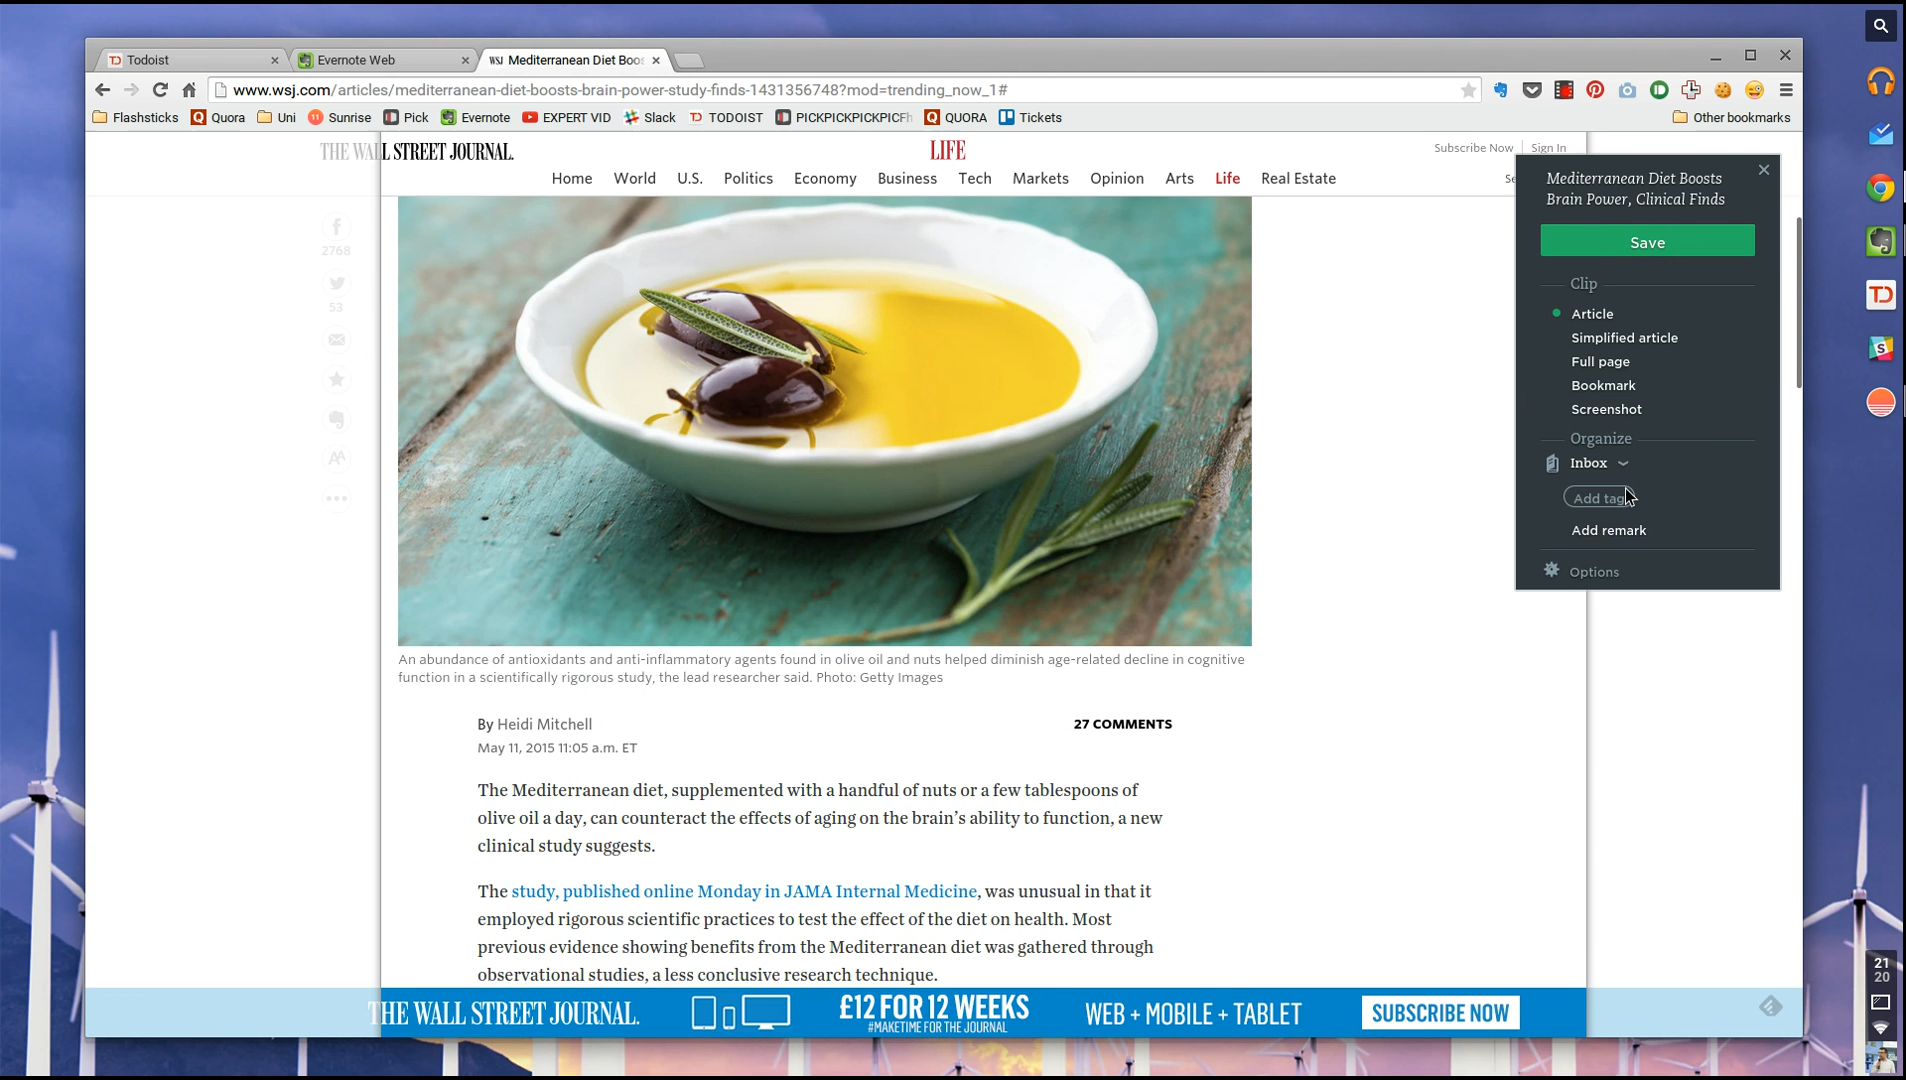 Todoist
Evernote Web
WSJ Mediterranean Diet Boos
www.wsj.com/articles/mediterranean-diet-boosts-brain-power-study-finds-1431356748?mod=trending_now_1#
Flashsticks
Quora
Uni
11 Sunrise
Pick
Evernote
EXPERT VID
Slack
TODOIST
PICKPICKPICKPICFH
QUORA
Tickets
Other bookmarks
THE WALL STREET JOURNAL.
LIFE
Subscribe Now
Sign In
Home World U.S. Politics Economy Business Tech Markets Opinion Arts Life Real Estate
2768
53
AA
An abundance of antioxidants and anti-inflammatory agents found in olive oil and nuts helped diminish age-related decline in cognitive
function in a scientifically rigorous study, the lead researcher said. Photo: Getty Images
By Heidi Mitchell
27 COMMENTS
May 11, 2015 11:05 a.m. ET
The Mediterranean diet, supplemented with a handful of nuts or a few tablespoons of
olive oil a day, can counteract the effects of aging on the brain’s ability to function, a new
clinical study suggests.
The study, published online Monday in JAMA Internal Medicine, was unusual in that it
employed rigorous scientific practices to test the effect of the diet on health. Most
previous evidence showing benefits from the Mediterranean diet was gathered through
observational studies, a less conclusive research technique.
Mediterranean Diet Boosts
Brain Power, Clinical Finds
Save
Clip
Article
Simplified article
Full page
Bookmark
Screenshot
Organize
Inbox
Add tag
Add remark
Options
THE WALL STREET JOURNAL.
£12 FOR 12 WEEKS
#MAKETIME FOR THE JOURNAL
WEB + MOBILE + TABLET
SUBSCRIBE NOW
21
20